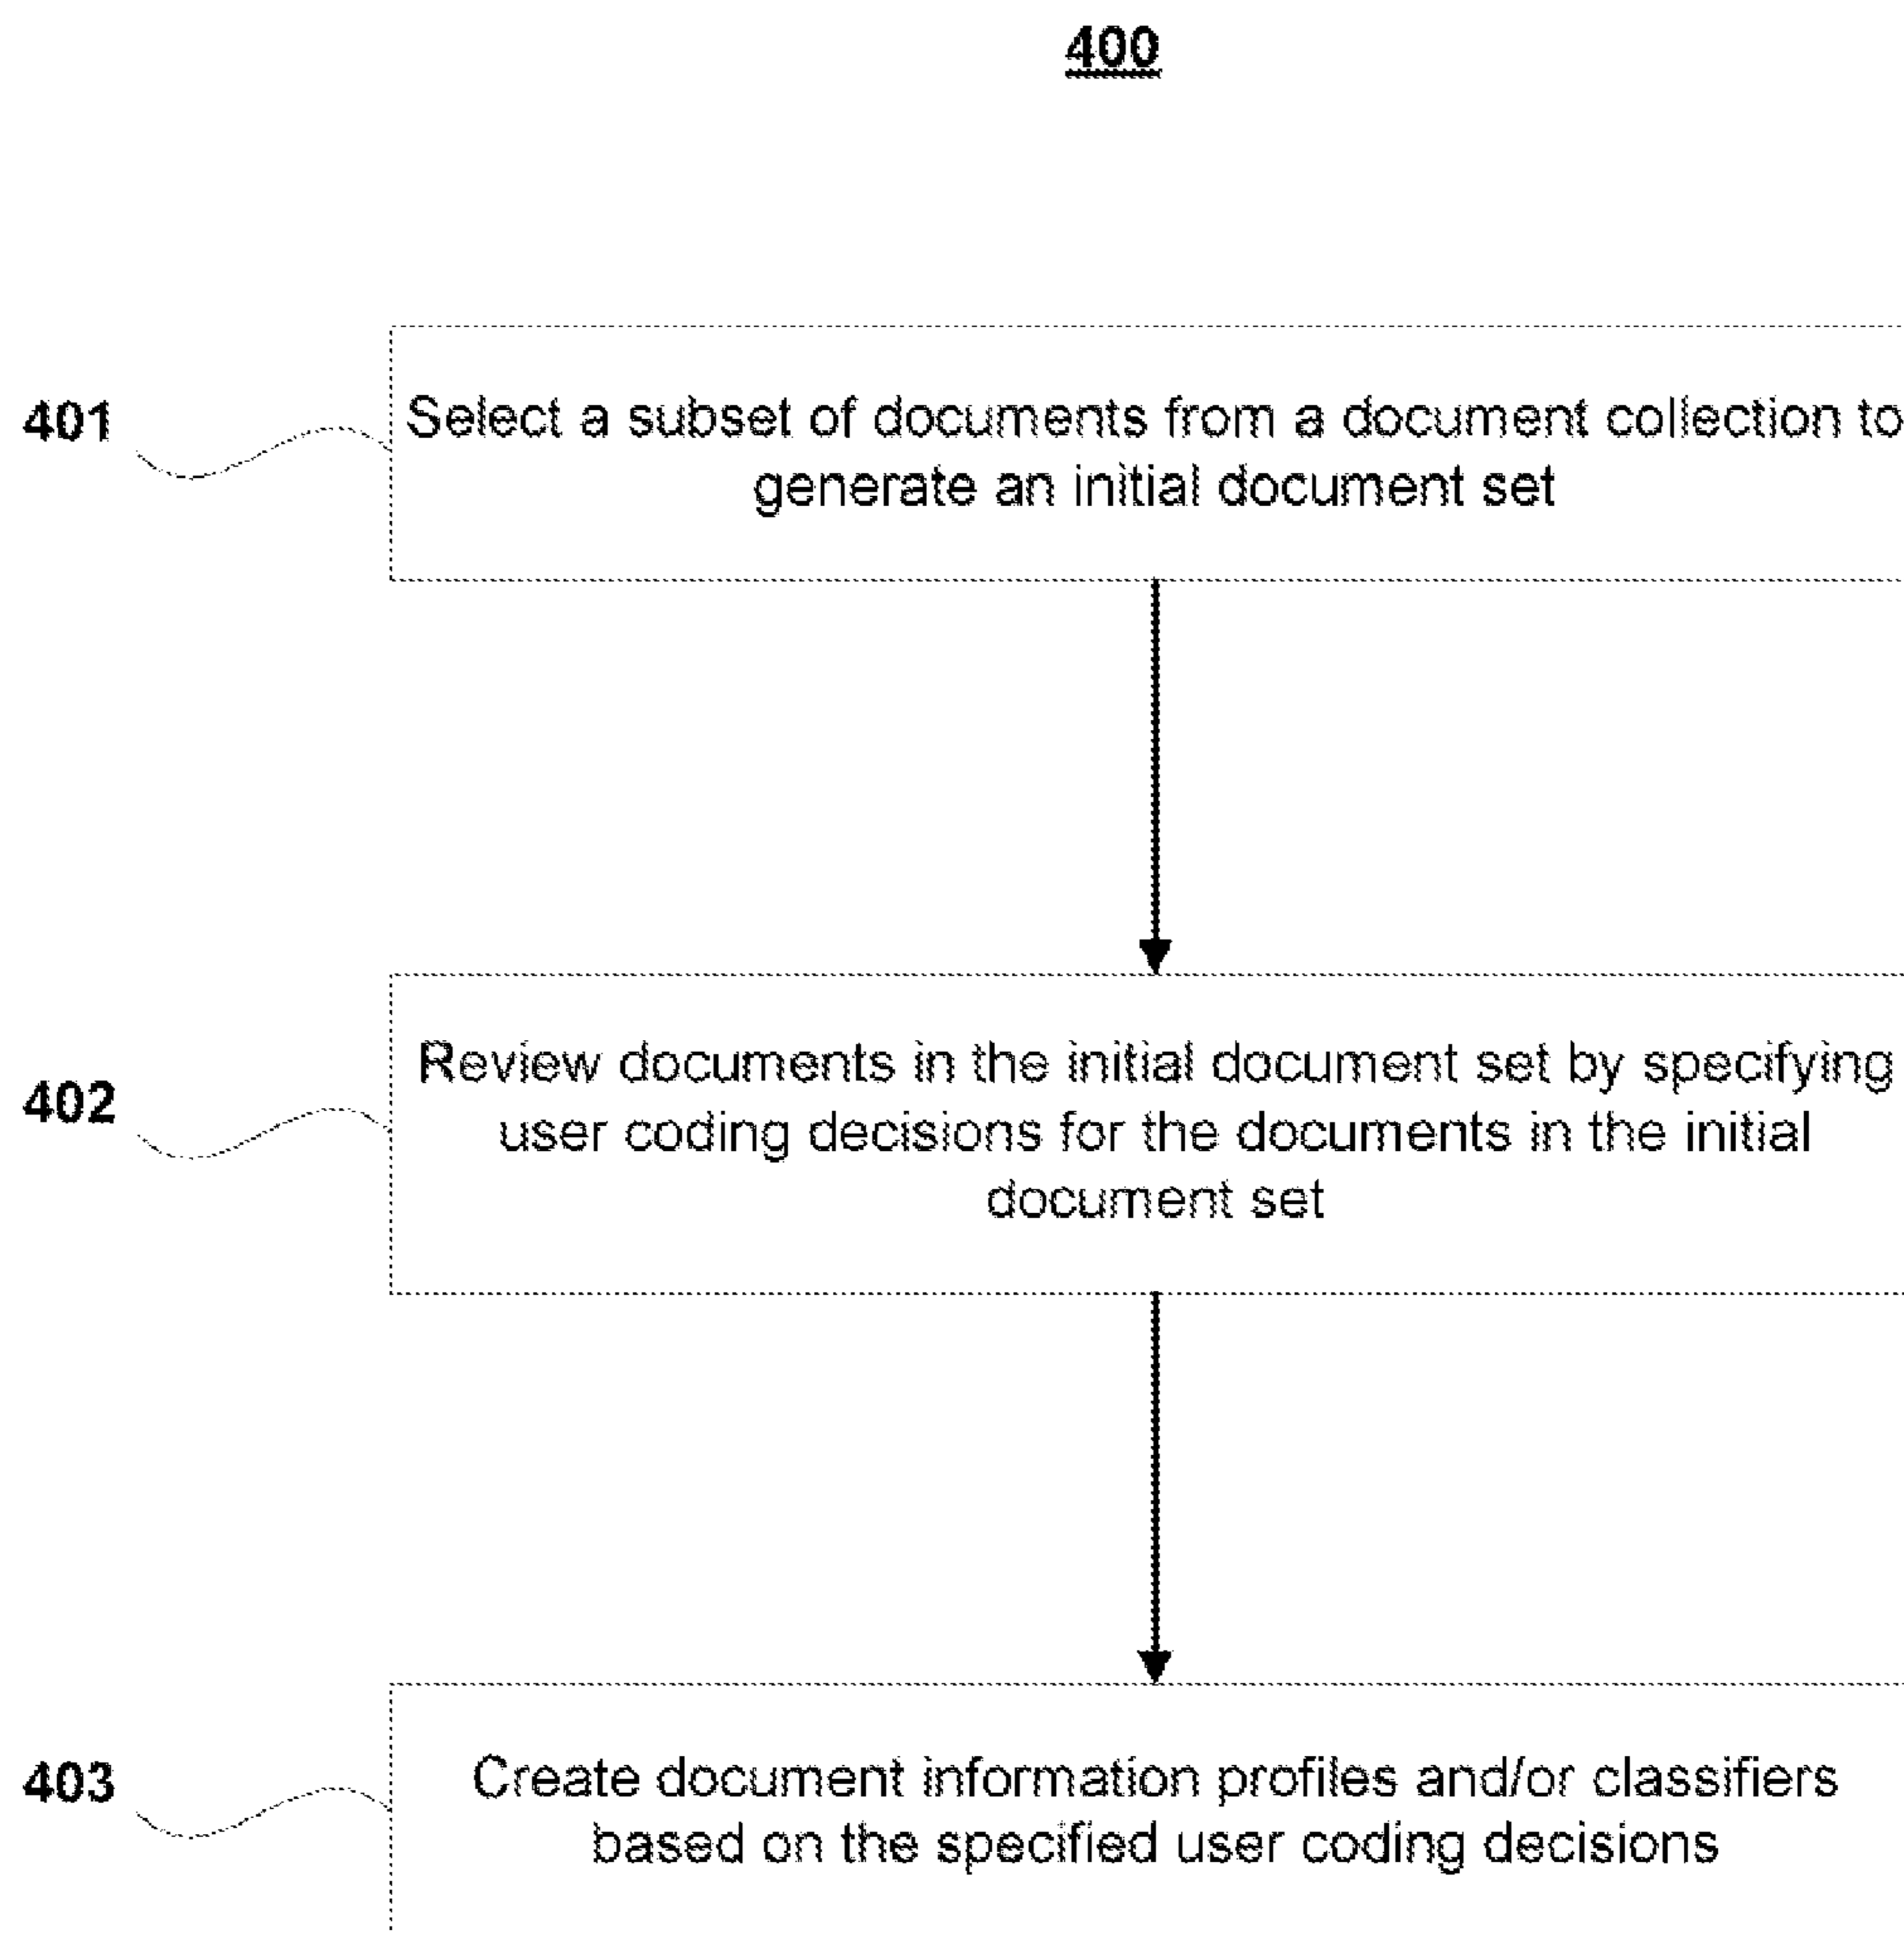 400
401
Select a subset of documents from a document collection to
generate an initial document set
402
Review documents in the initial document set by specifying
user coding decisions for the documents in the initial
document set
403
Create document information profiles and/or classifiers
based on the specified user coding decisions